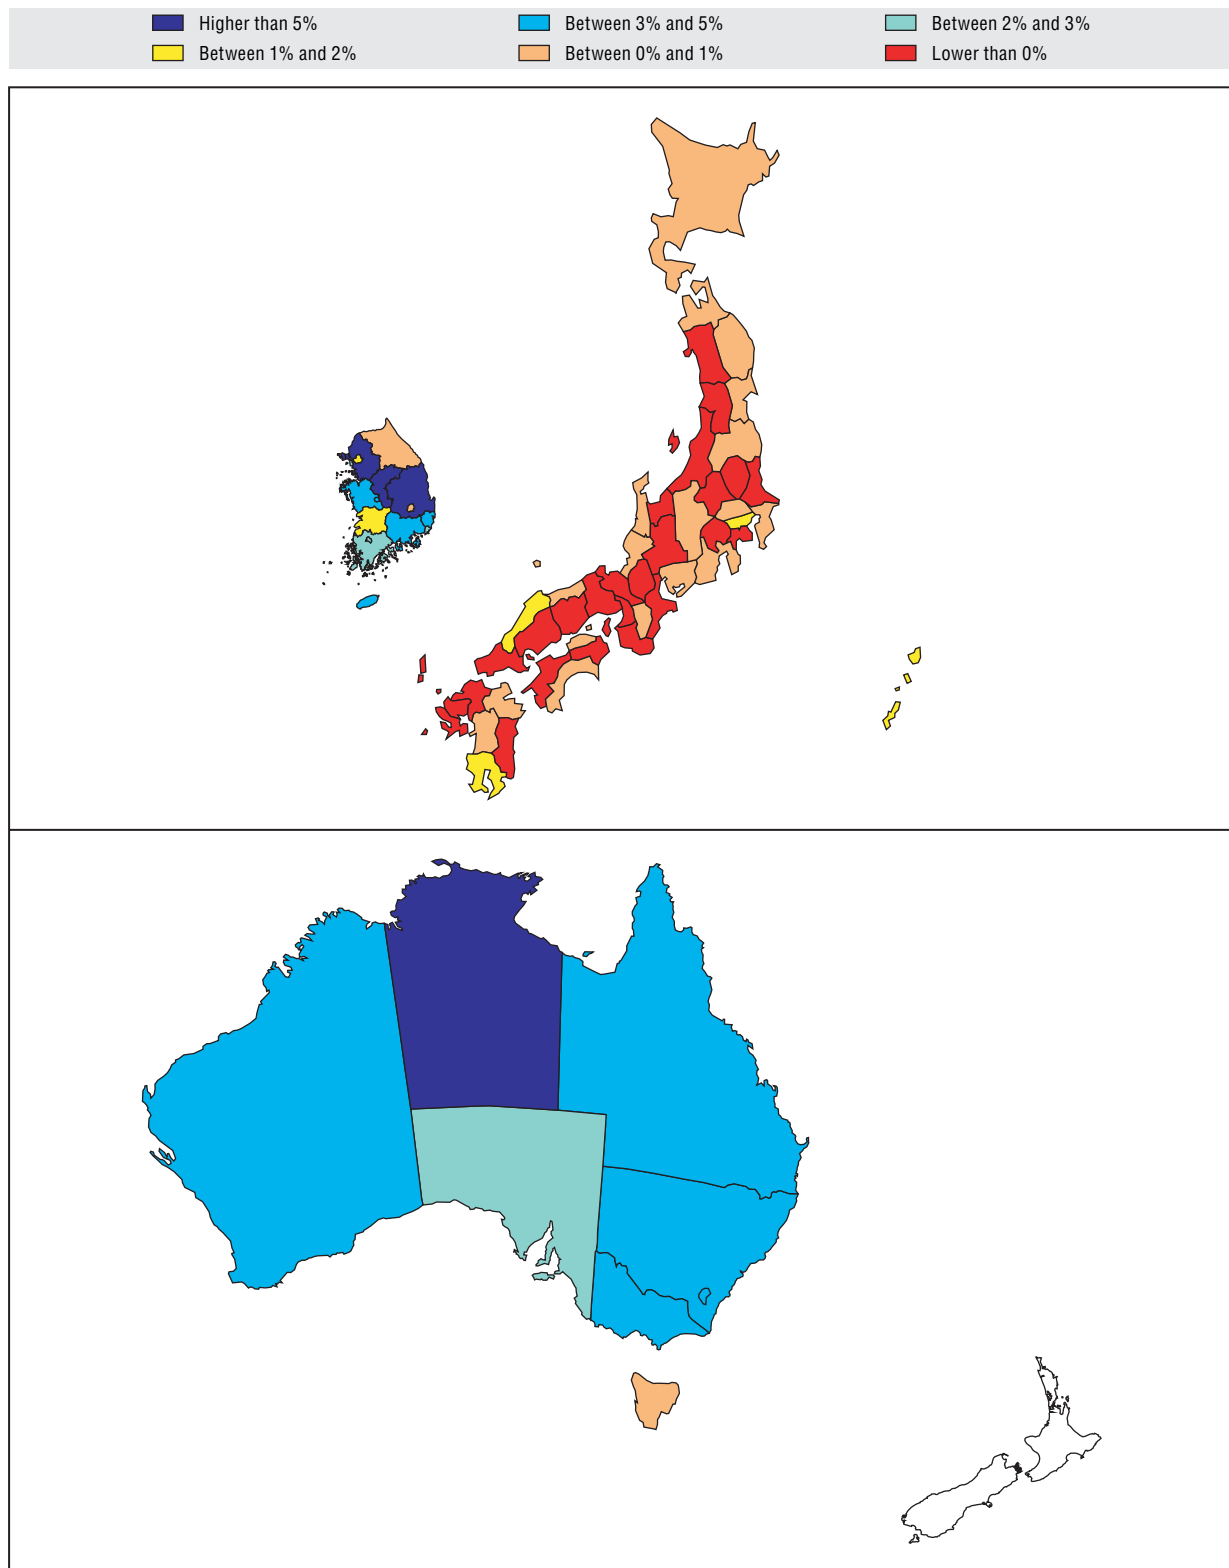 Higher than 5% Between 3% and 5% Between 2% and 3%
Between 1% and 2% Between 0% and 1% Lower than 0%